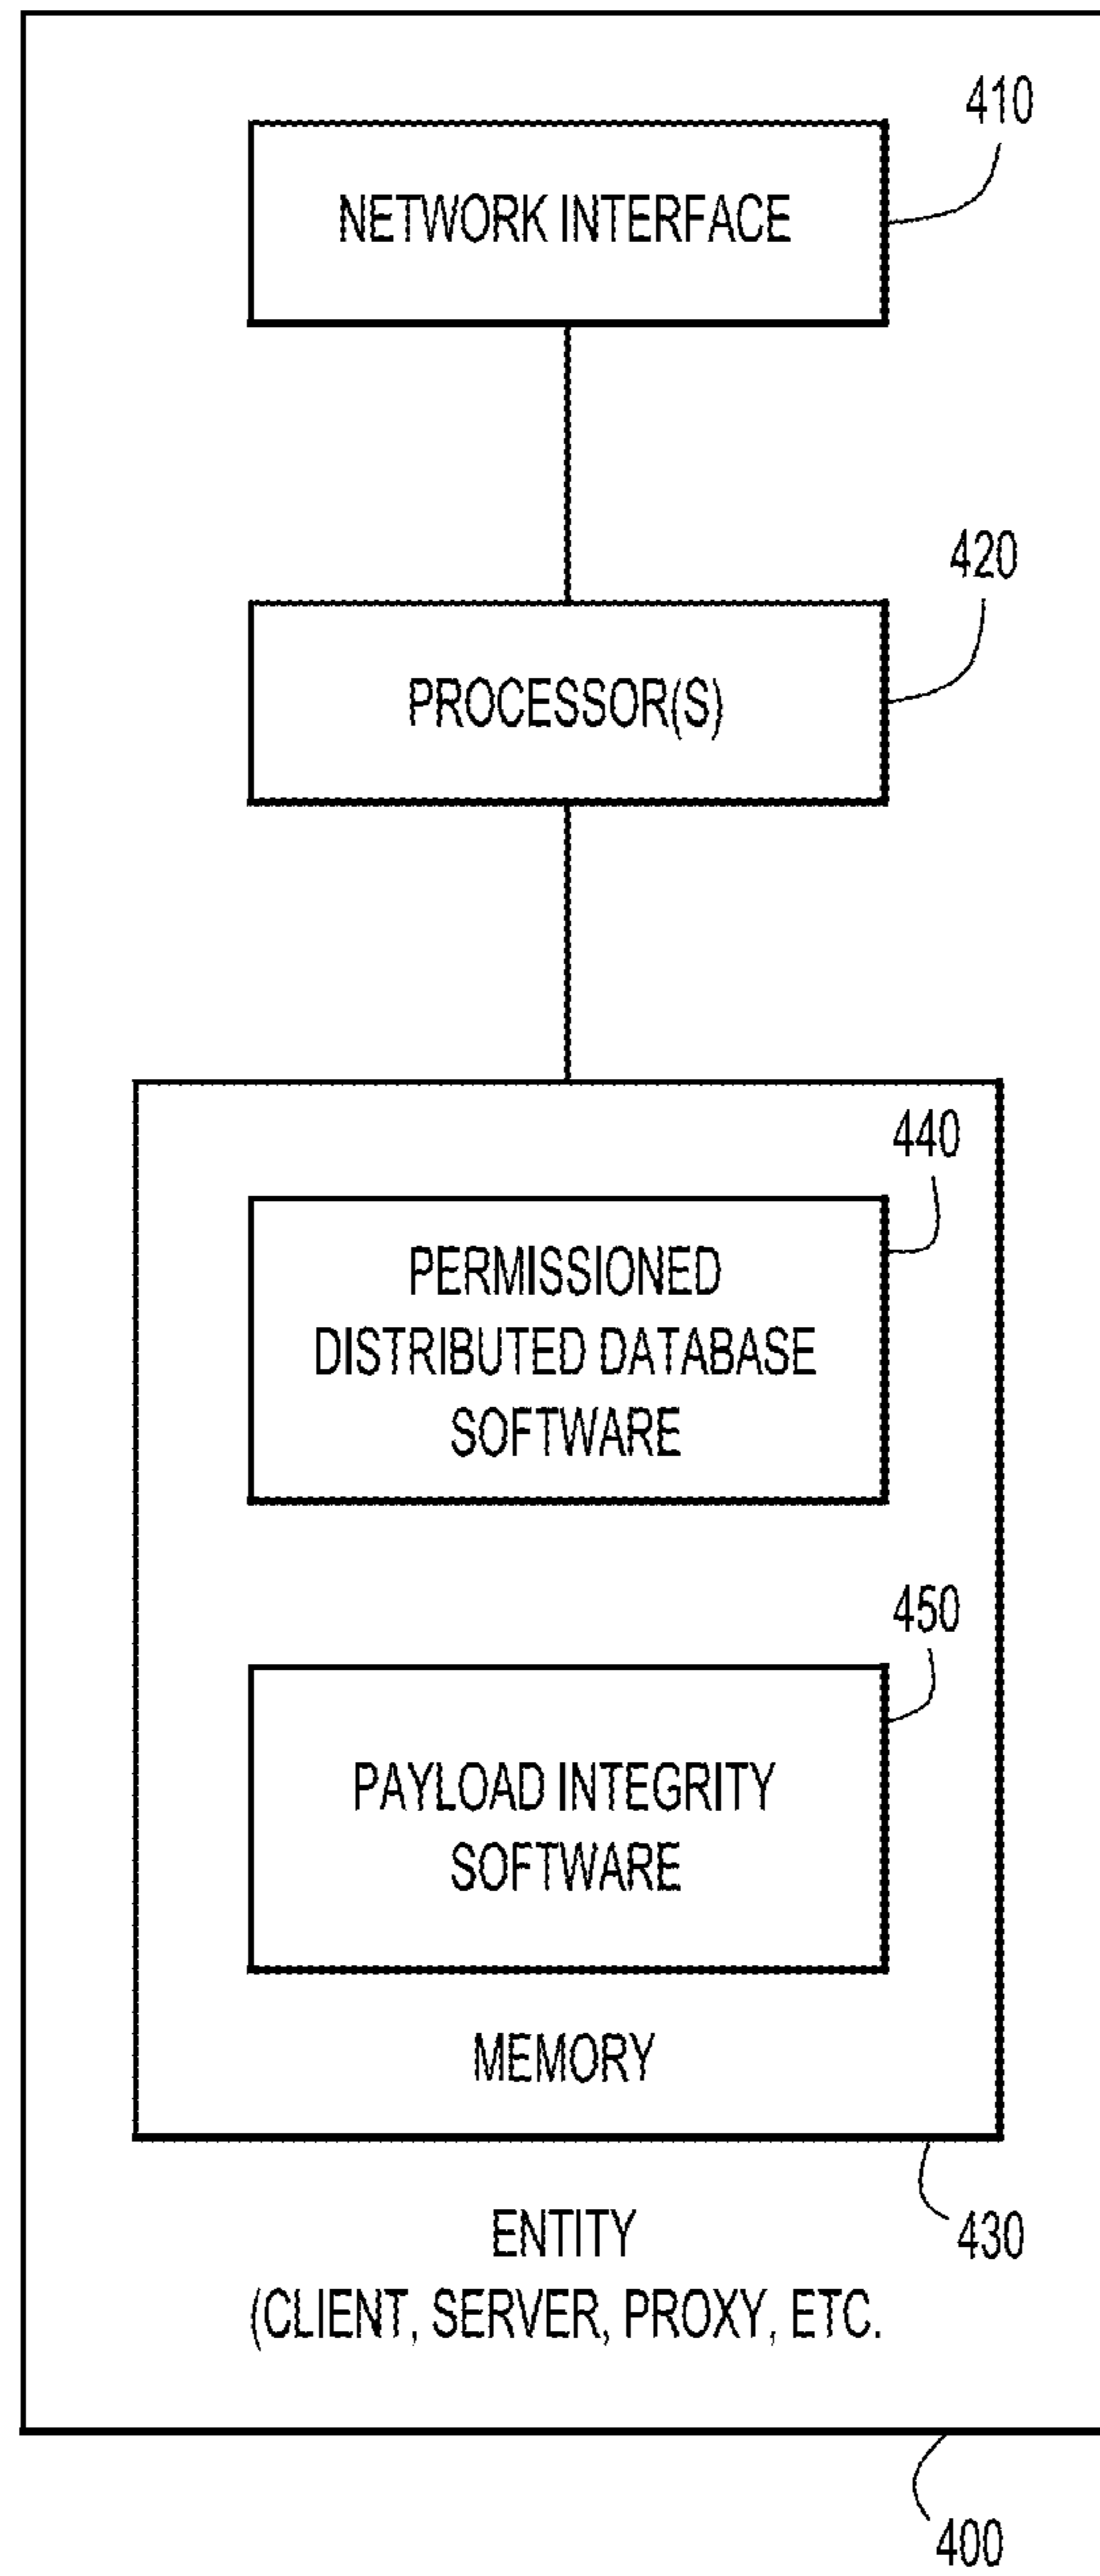 410
NETWORK INTERFACE
420
PROCESSOR(S)
440
PERMISSIONED
DISTRIBUTED DATABASE
SOFTWARE
450
PAYLOAD INTEGRITY
SOFTWARE
MEMORY
430
ENTITY
(CLIENT, SERVER, PROXY, ETC.
400